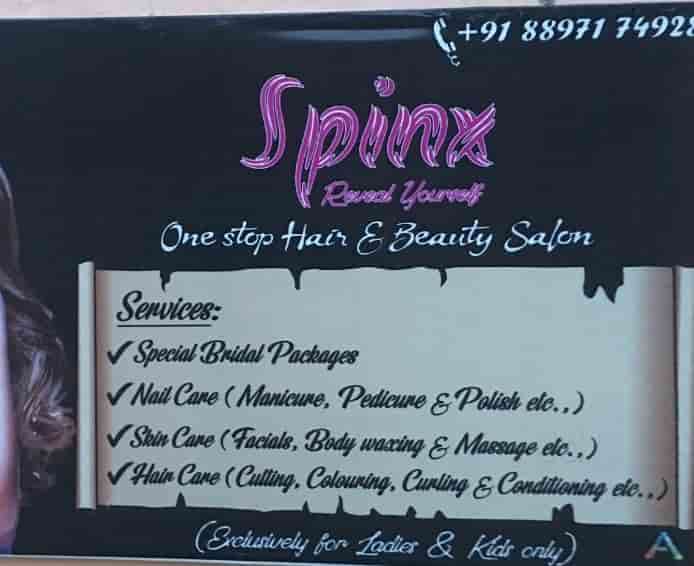 +91 88971 74928
Spinx
Reveal Yourself
One stop Hair & Beauty Salon
Services:
✓ Special Bridal Packages
✓ Nail Care ( Manicure, Pedicure & Polish etc.,)
✓ Skin Care ( Facials, Body waxing & Massage etc..,)
✓ Hair Care ( Cutting, Colouring, Curling & Conditioning etc..,)
(Exclusively for Ladies & Kids only)
A